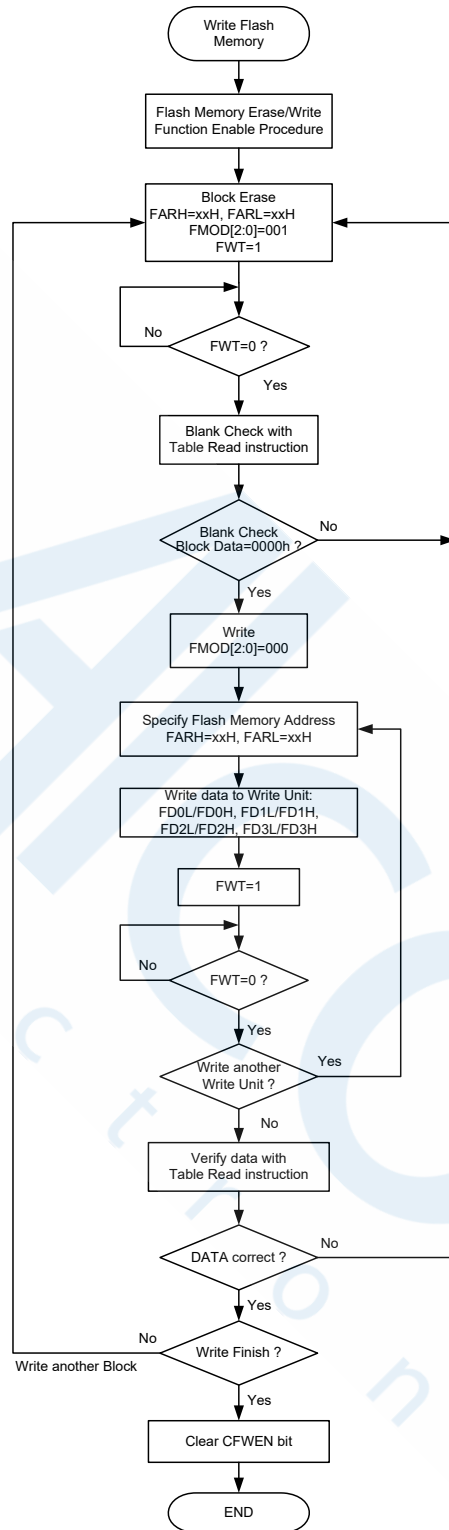 Write Flash
Memory
Flash Memory Erase/Write
Function Enable Procedure
Block Erase
FARH=xxH, FARL=xxH
FMOD[2:0]=001
FWT=1
No
FWT=0 ?
Yes
Blank Check with
Table Read instruction
Blank Check
Block Data=0000h ?
No
Yes
Write
FMOD[2:0]=000
Specify Flash Memory Address
FARH=xxH, FARL=xxH
Write data to Write Unit:
FD0L/FD0H, FD1L/FD1H,
FD2L/FD2H, FD3L/FD3H
FWT=1
No
FWT=0 ?
Yes
Write another
Write Unit ?
Yes
No
Verify data with
Table Read instruction
DATA correct ?
No
Yes
No
Write Finish ?
Write another Block
Yes
Clear CFWEN bit
END